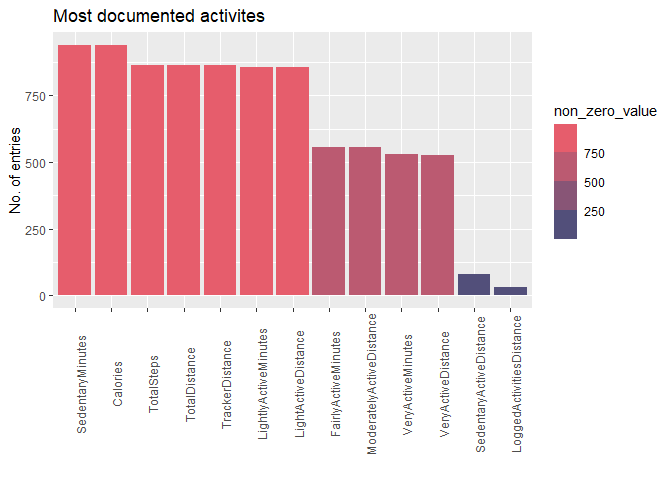 Most documented activites
No. of entries
750
500
250
0
SedentaryMinutes
Calories
TotalSteps
TotalDistance
TrackerDistance
LightlyActiveMinutes
LightActiveDistance
FairlyActiveMinutes
ModeratelyActiveDistance
VeryActiveMinutes
VeryActiveDistance
SedentaryActiveDistance
LoggedActivitiesDistance
non_zero_value
750
500
250